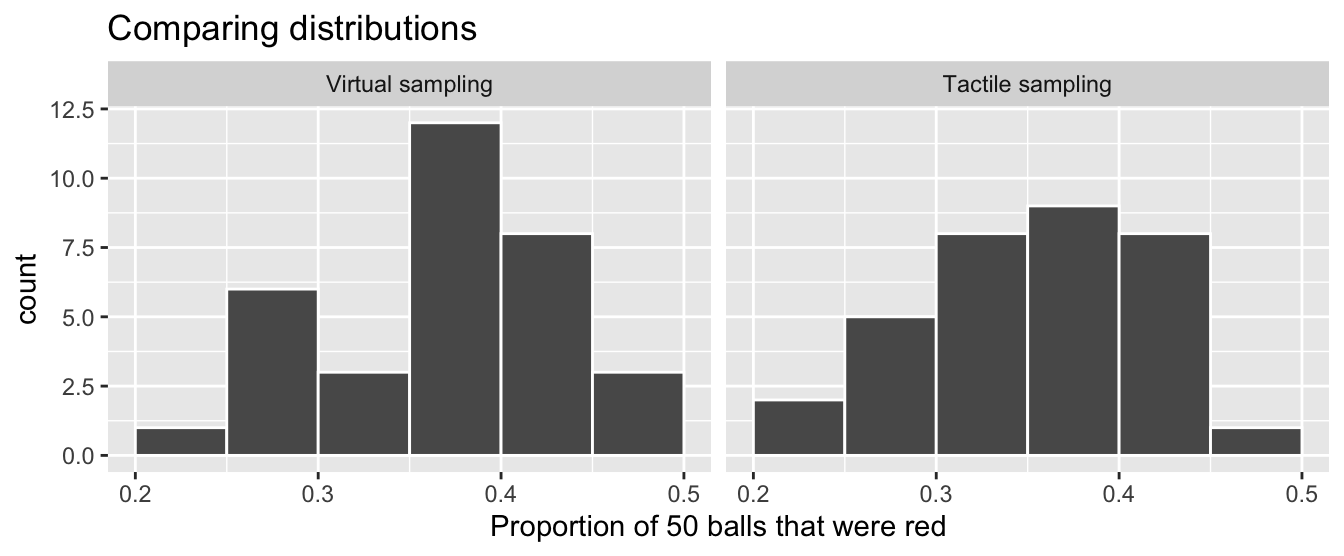 Comparing distributions
Virtual sampling
Tactile sampling
12.5
10.0
7.5
5.0
2.5
0.0
count
0.2 0.3 0.4 0.5
0.2 0.3 0.4 0.5
Proportion of 50 balls that were red